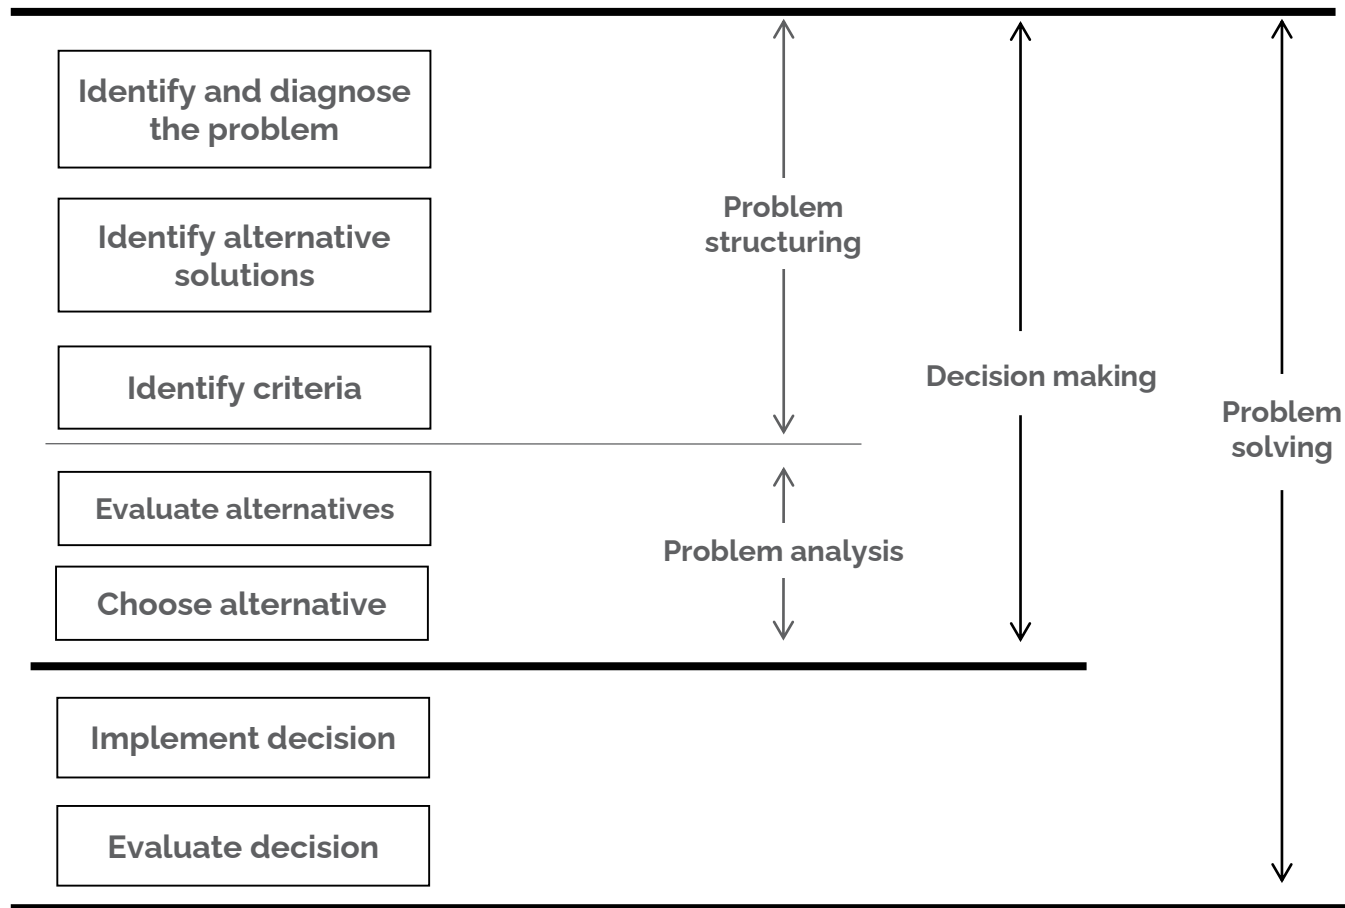 Identify and diagnose
the problem
Identify alternative
solutions
Identify criteria
Evaluate alternatives
Choose alternative
Implement decision
Evaluate decision
Problem
structuring
Problem analysis
Decision making
Problem
solving